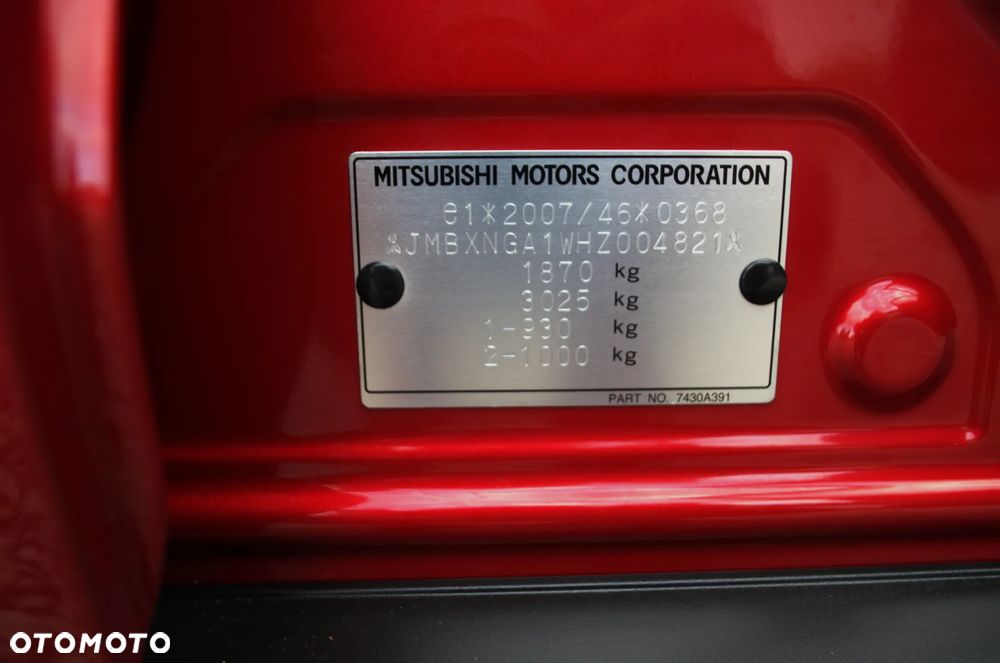 MITSUBISHI MOTORS CORPORATION
e1*2007/46*0368
*JMBXNGA1WHZ004821*
1870 kg
3025 kg
1-930 kg
2-1000 kg
PART NO. 7430A391
OTOMOTO